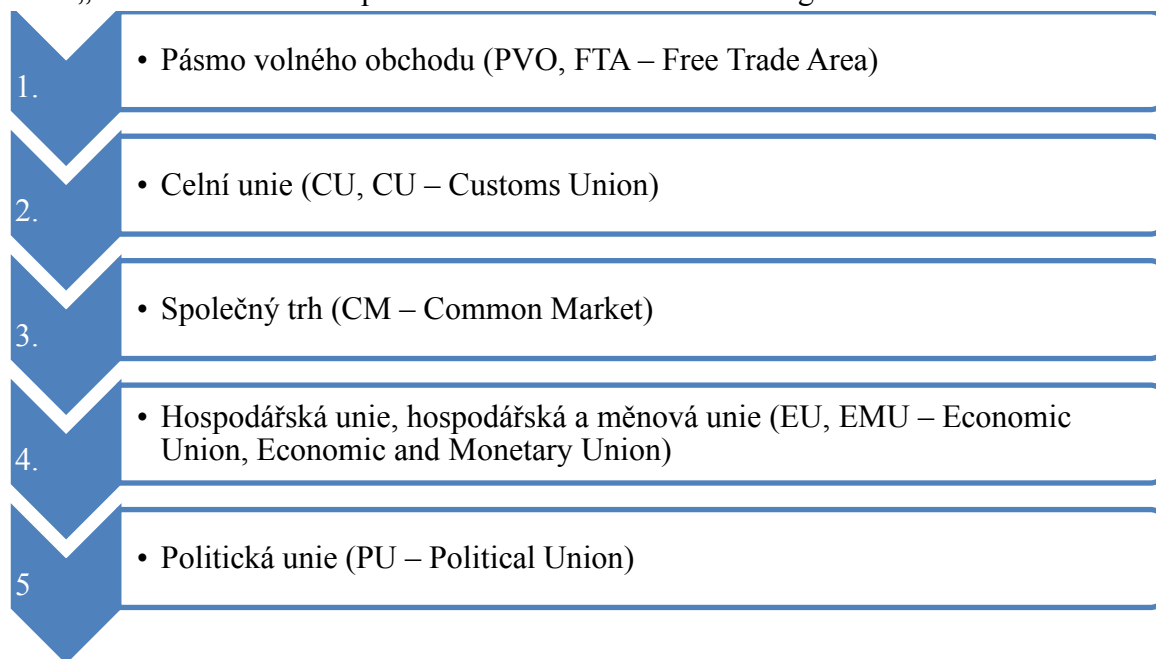 1.
• Pásmo volného obchodu (PVO, FTA – Free Trade Area)
2.
• Celní unie (CU, CU – Customs Union)
3.
• Společný trh (CM – Common Market)
4.
• Hospodářská unie, hospodářská a měnová unie (EU, EMU – Economic
Union, Economic and Monetary Union)
5
• Politická unie (PU – Political Union)